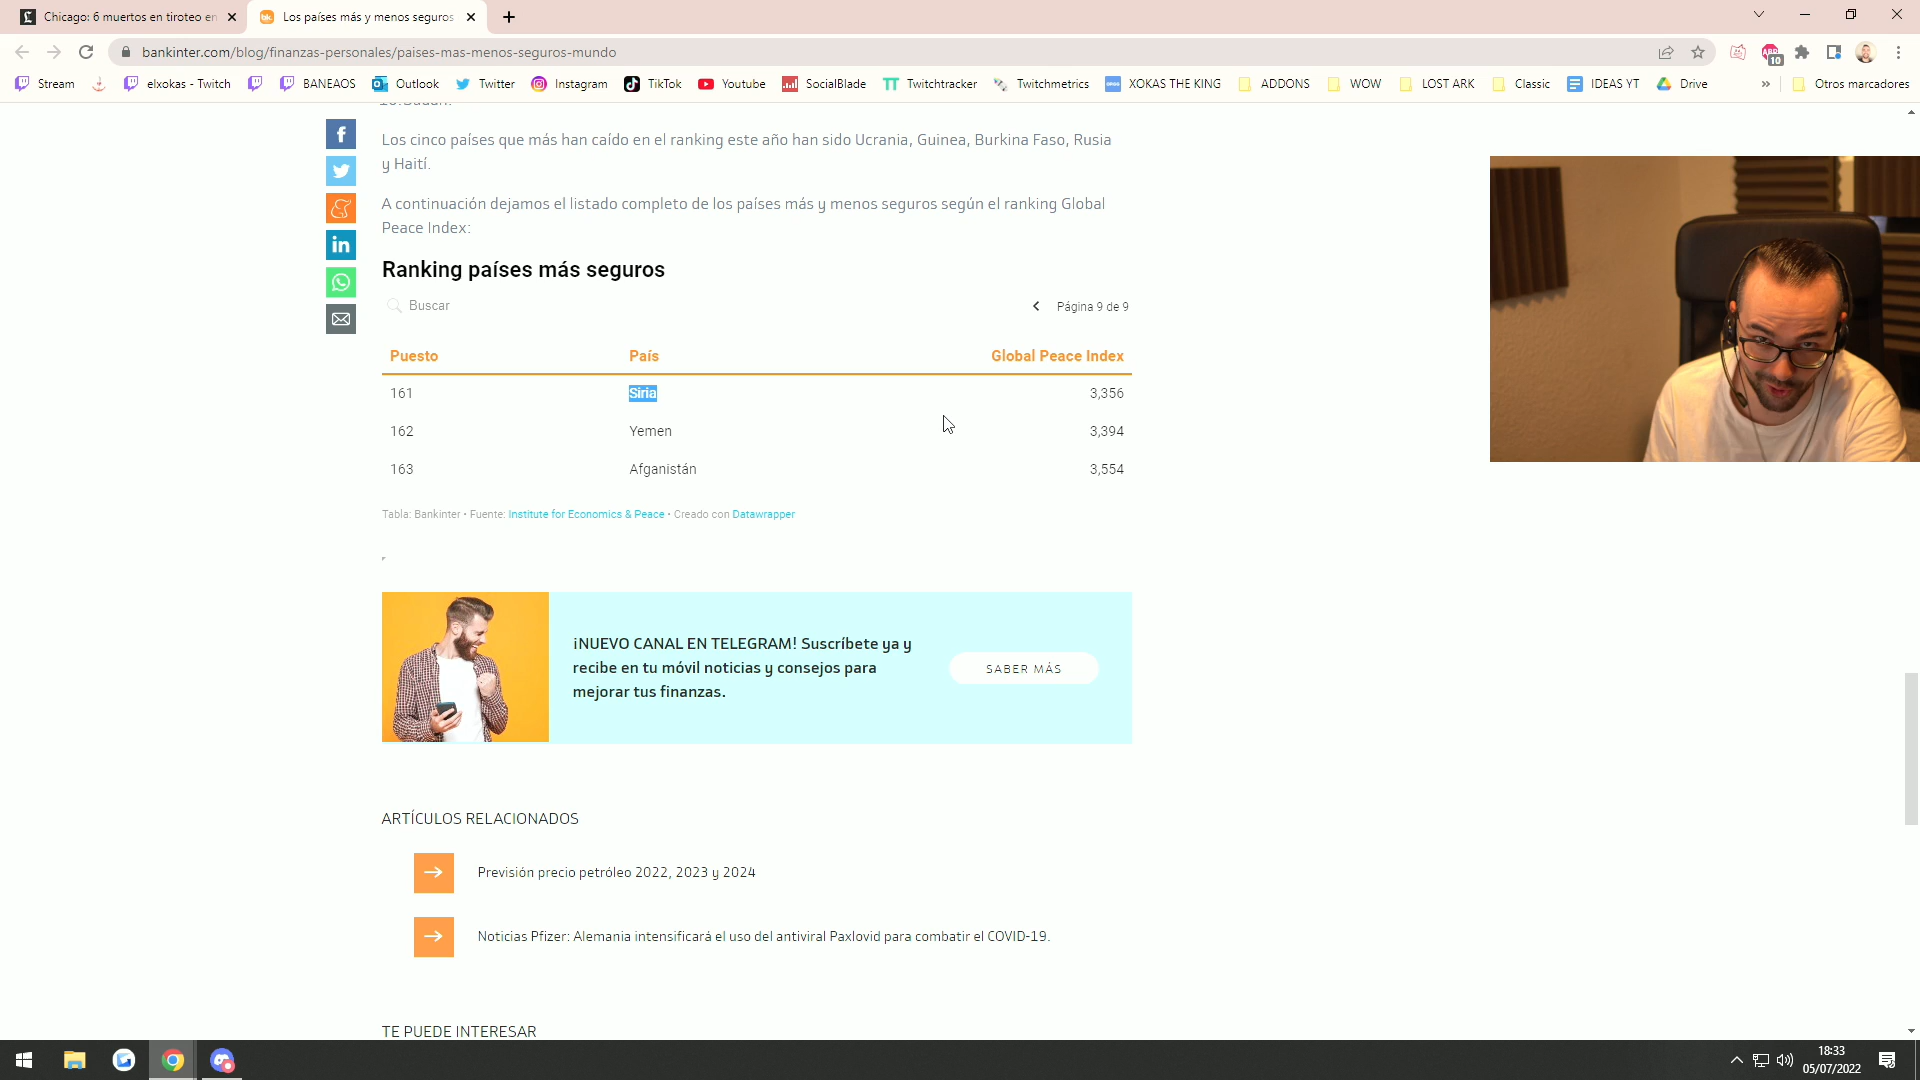 Chicago: 6 muertos en tiroteo en
Los países más y menos seguros
bankinter.com/blog/finanzas-personales/paises-mas-menos-seguros-mundo
ABP
10
Stream
elxokas - Twitch
BANEAOS
Outlook
Twitter
Instagram
TikTok
Youtube
SocialBlade
Twitchtracker
Twitchmetrics
XOKAS THE KING
ADDONS
WOW
LOST ARK
Classic
IDEAS YT
Drive
»
Otros marcadores
Los cinco países que más han caído en el ranking este año han sido Ucrania, Guinea, Burkina Faso, Rusia
y Haití.
A continuación dejamos el listado completo de los países más y menos seguros según el ranking Global
Peace Index:
Ranking países más seguros
Buscar
Página 9 de 9
Puesto País Global Peace Index
161 Siria 3,356
162 Yemen 3,394
163 Afganistán 3,554
Tabla: Bankinter • Fuente: Institute for Economics & Peace • Creado con Datawrapper
¡NUEVO CANAL EN TELEGRAM! Suscríbete ya y
recibe en tu móvil noticias y consejos para
mejorar tus finanzas.
SABER MÁS
ARTÍCULOS RELACIONADOS
Previsión precio petróleo 2022, 2023 y 2024
Noticias Pfizer: Alemania intensificará el uso del antiviral Paxlovid para combatir el COVID-19.
TE PUEDE INTERESAR
18:33
05/07/2022